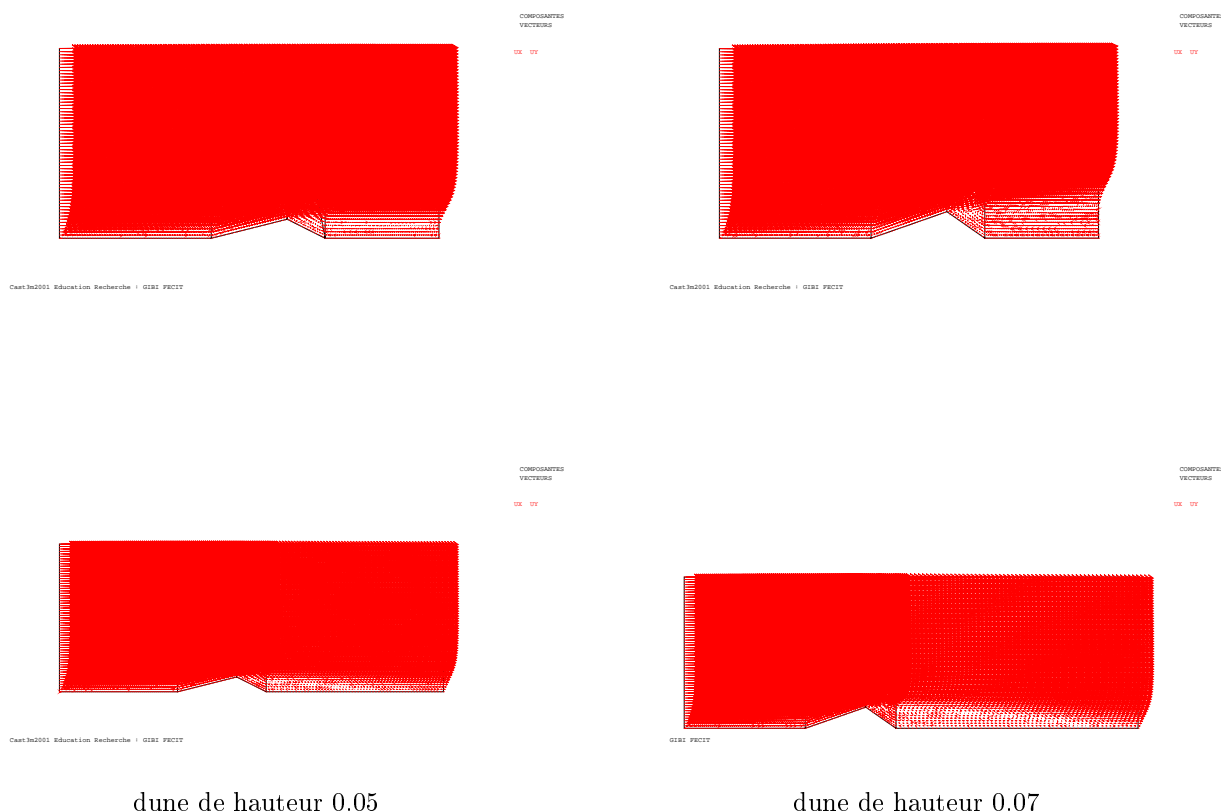 COMPOSANTES
VECTEURS
UX UY
COMPOSANTE
VECTEURS
UX UY
Cast3m2001 Education Recherche : GIBI FECIT
Cast3m2001 Education Recherche : GIBI FECIT
COMPOSANTES
VECTEURS
UX UY
COMPOSANTE
VECTEURS
UX UY
Cast3m2001 Education Recherche : GIBI FECIT
GIBI FECIT
dune de hauteur 0.05
dune de hauteur 0.07